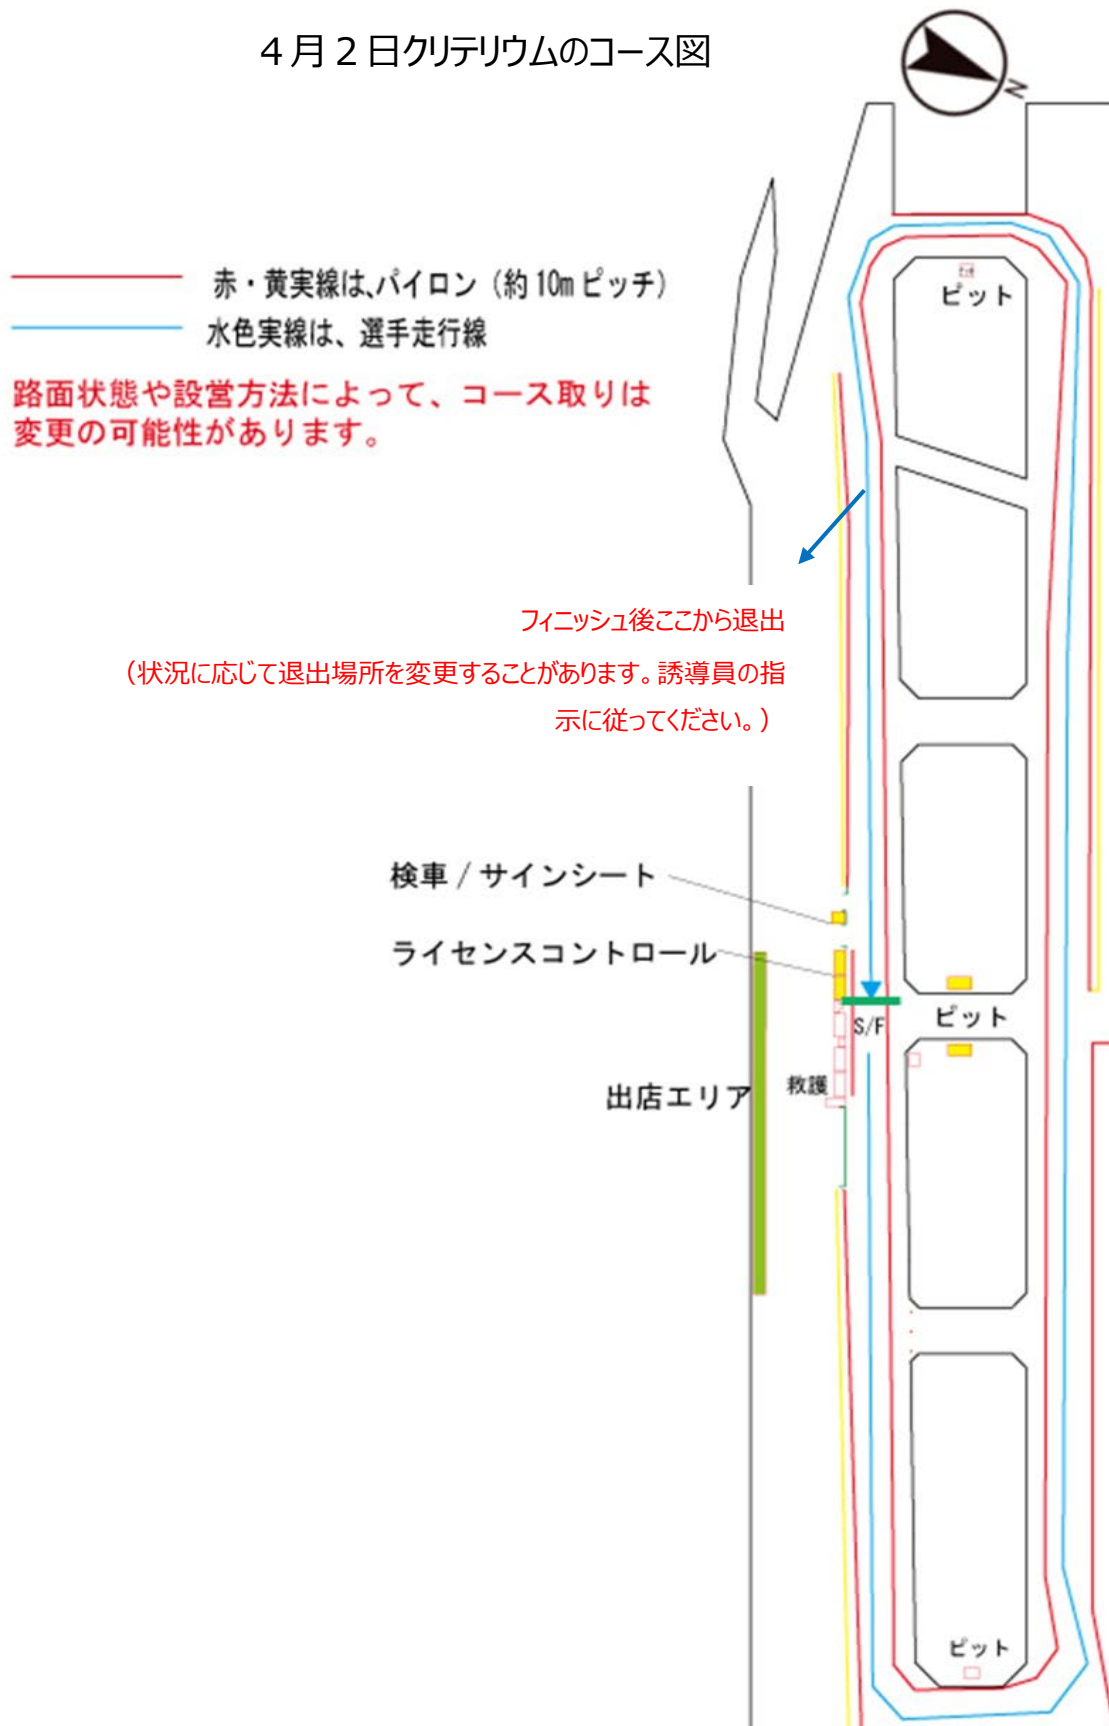 ４月２日クリテリウムのコース図
N
赤・黄実線は、パイロン（約10mピッチ）
水色実線は、選手走行線
路面状態や設営方法によって、コース取りは
変更の可能性があります。
ピット
フィニッシュ後ここから退出
（状況に応じて退出場所を変更することがあります。誘導員の指
示に従ってください。）
検車 / サインシート
ライセンスコントロール
S/F
ピット
救護
出店エリア
ピット